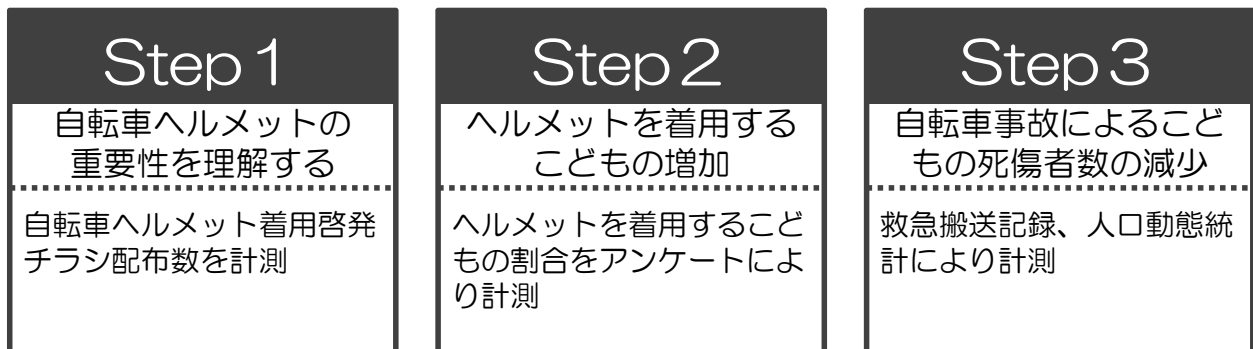 Step1
自転車ヘルメットの
重要性を理解する
自転車ヘルメット着用啓発
チラシ配布数を計測
Step2
ヘルメットを着用する
こどもの増加
ヘルメットを着用するこど
もの割合をアンケートによ
り計測
Step3
自転車事故によるこど
もの死傷者数の減少
救急搬送記録、人口動態統
計により計測